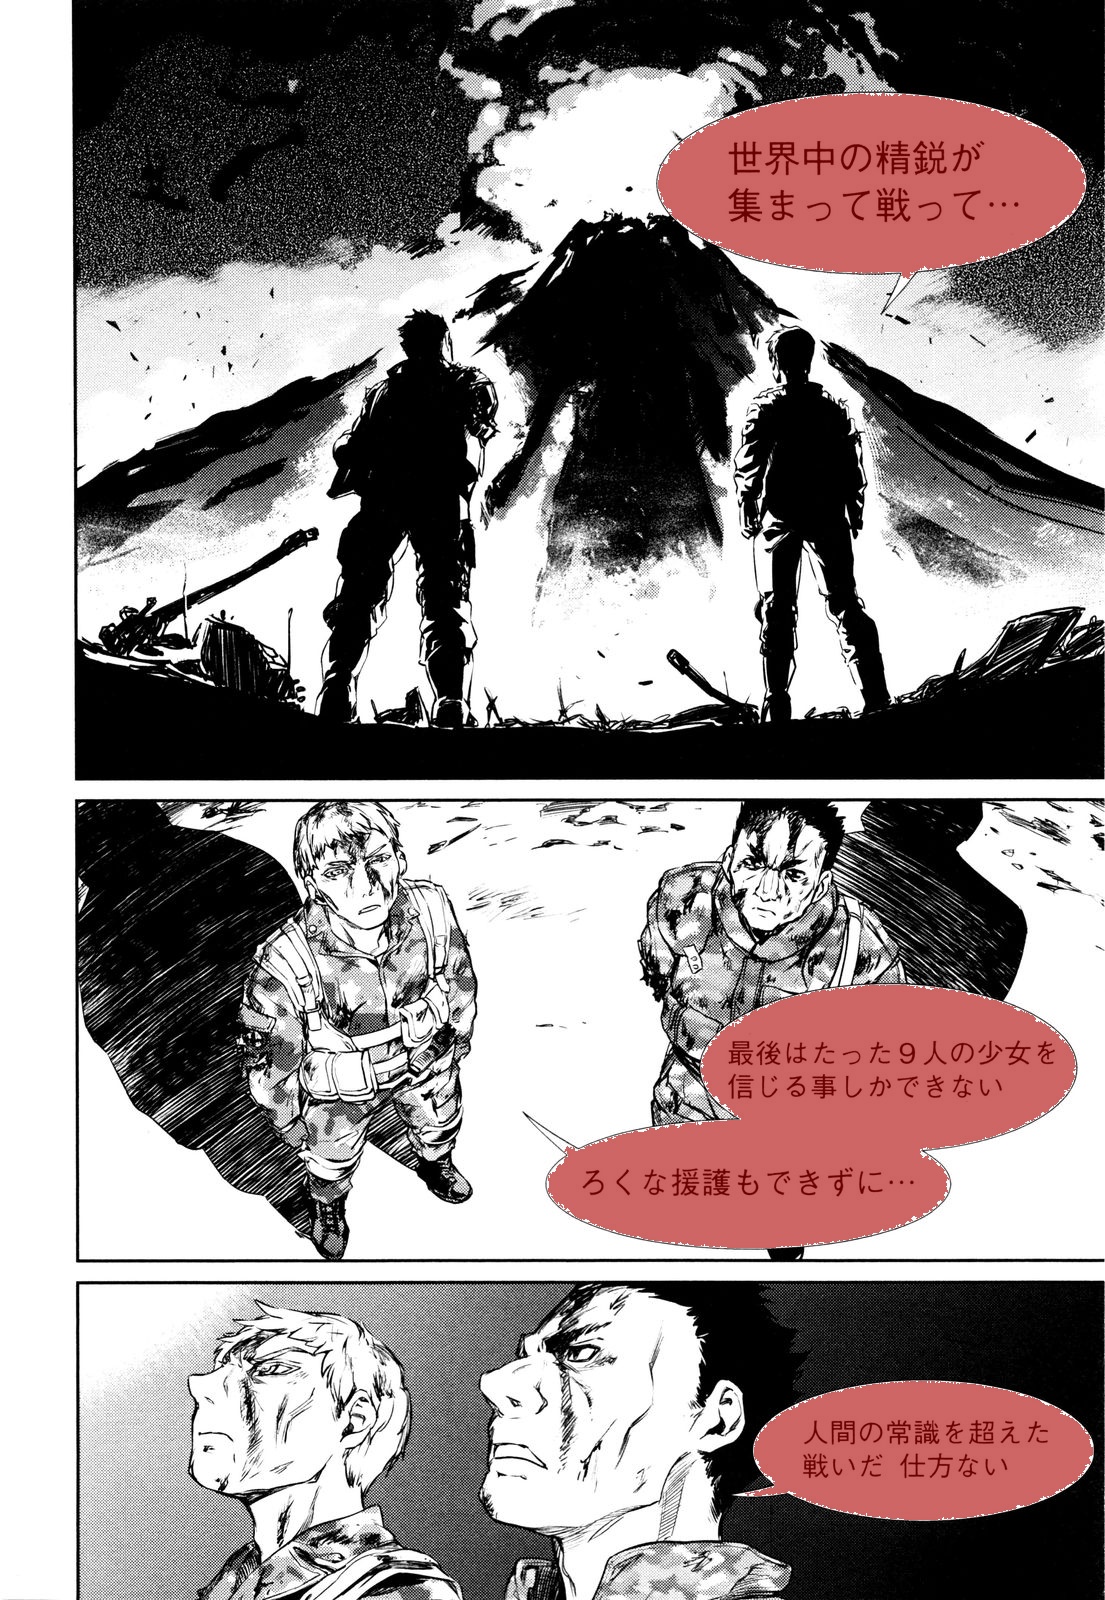 世界中の精鋭が
集まって戦って…
最後はたった9人の少女を
信じる事しかできない
ろくな援護もできずに…
人間の常識を超えた
戦いだ 仕方ない